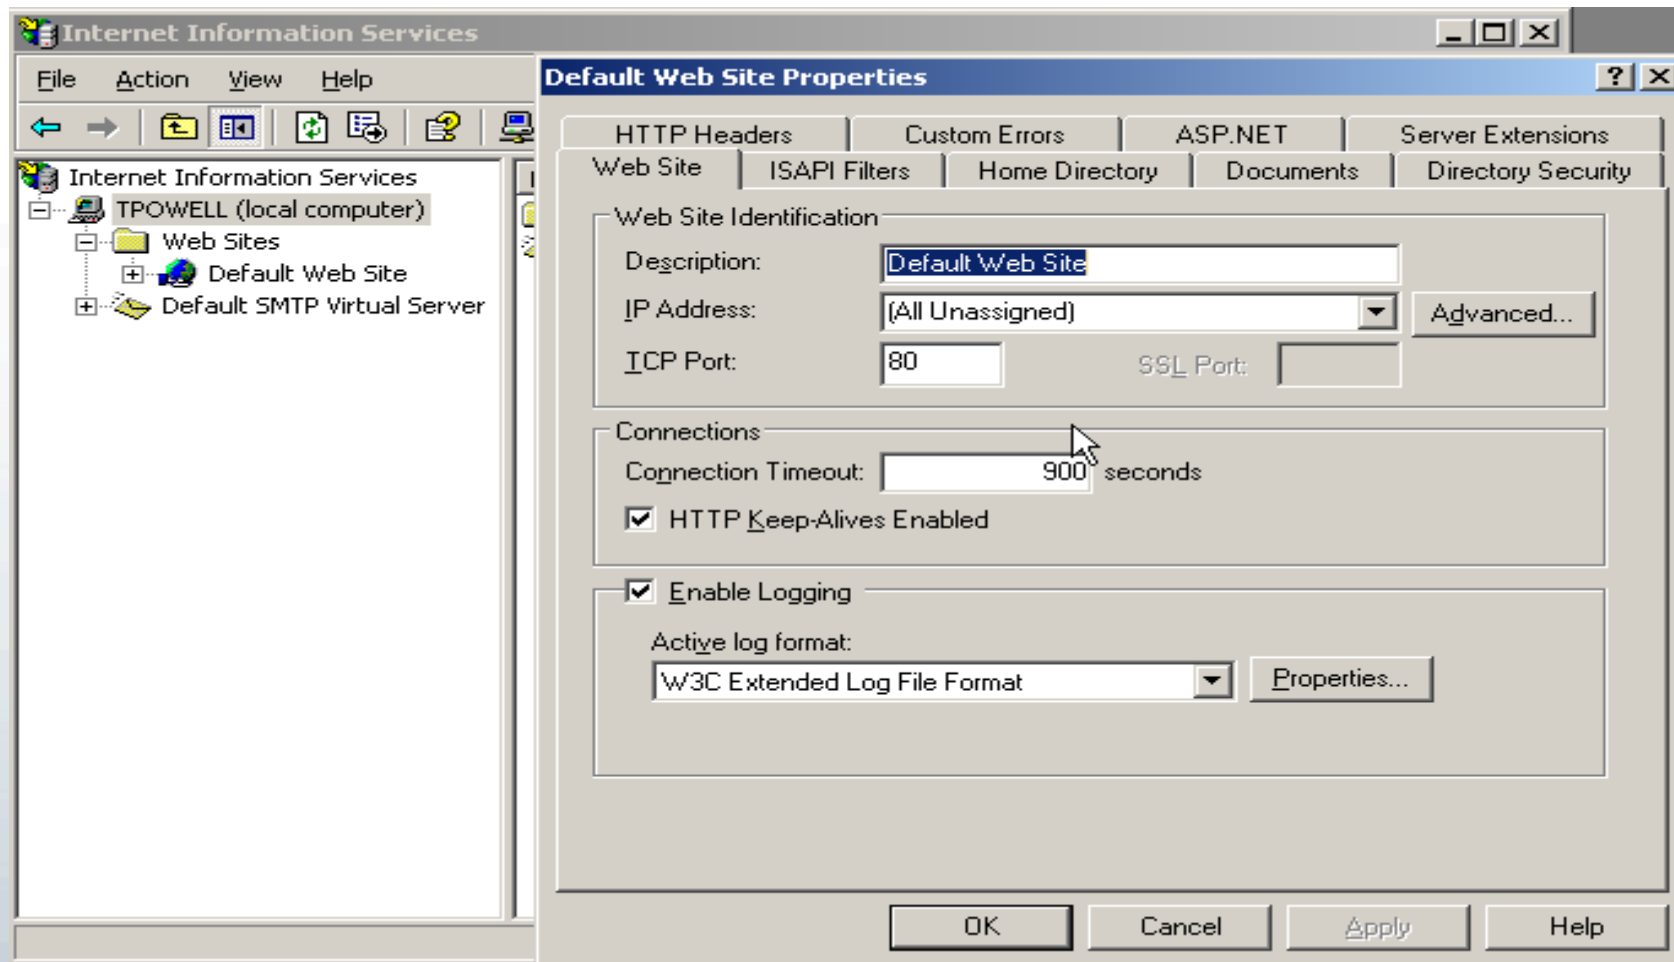 Internet Information Services
File Action View Help
Internet Information Services
TPOWELL (local computer)
Web Sites
Default Web Site
Default SMTP Virtual Server
Default Web Site Properties
HTTP Headers Custom Errors ASP.NET Server Extensions
Web Site ISAPI Filters Home Directory Documents Directory Security
Web Site Identification
Description: Default Web Site
IP Address: (All Unassigned) Advanced...
TCP Port: 80 SSL Port:
Connections
Connection Timeout: 900 seconds
HTTP Keep-Alives Enabled
Enable Logging
Active log format:
W3C Extended Log File Format Properties...
OK Cancel Apply Help